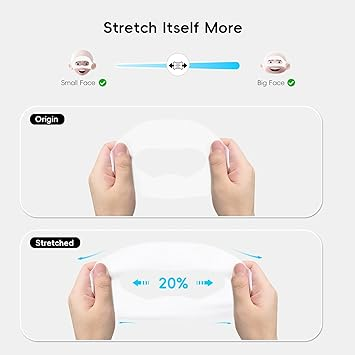 Stretch Itself More
Small Face
Big Face
Origin
Stretched
20%